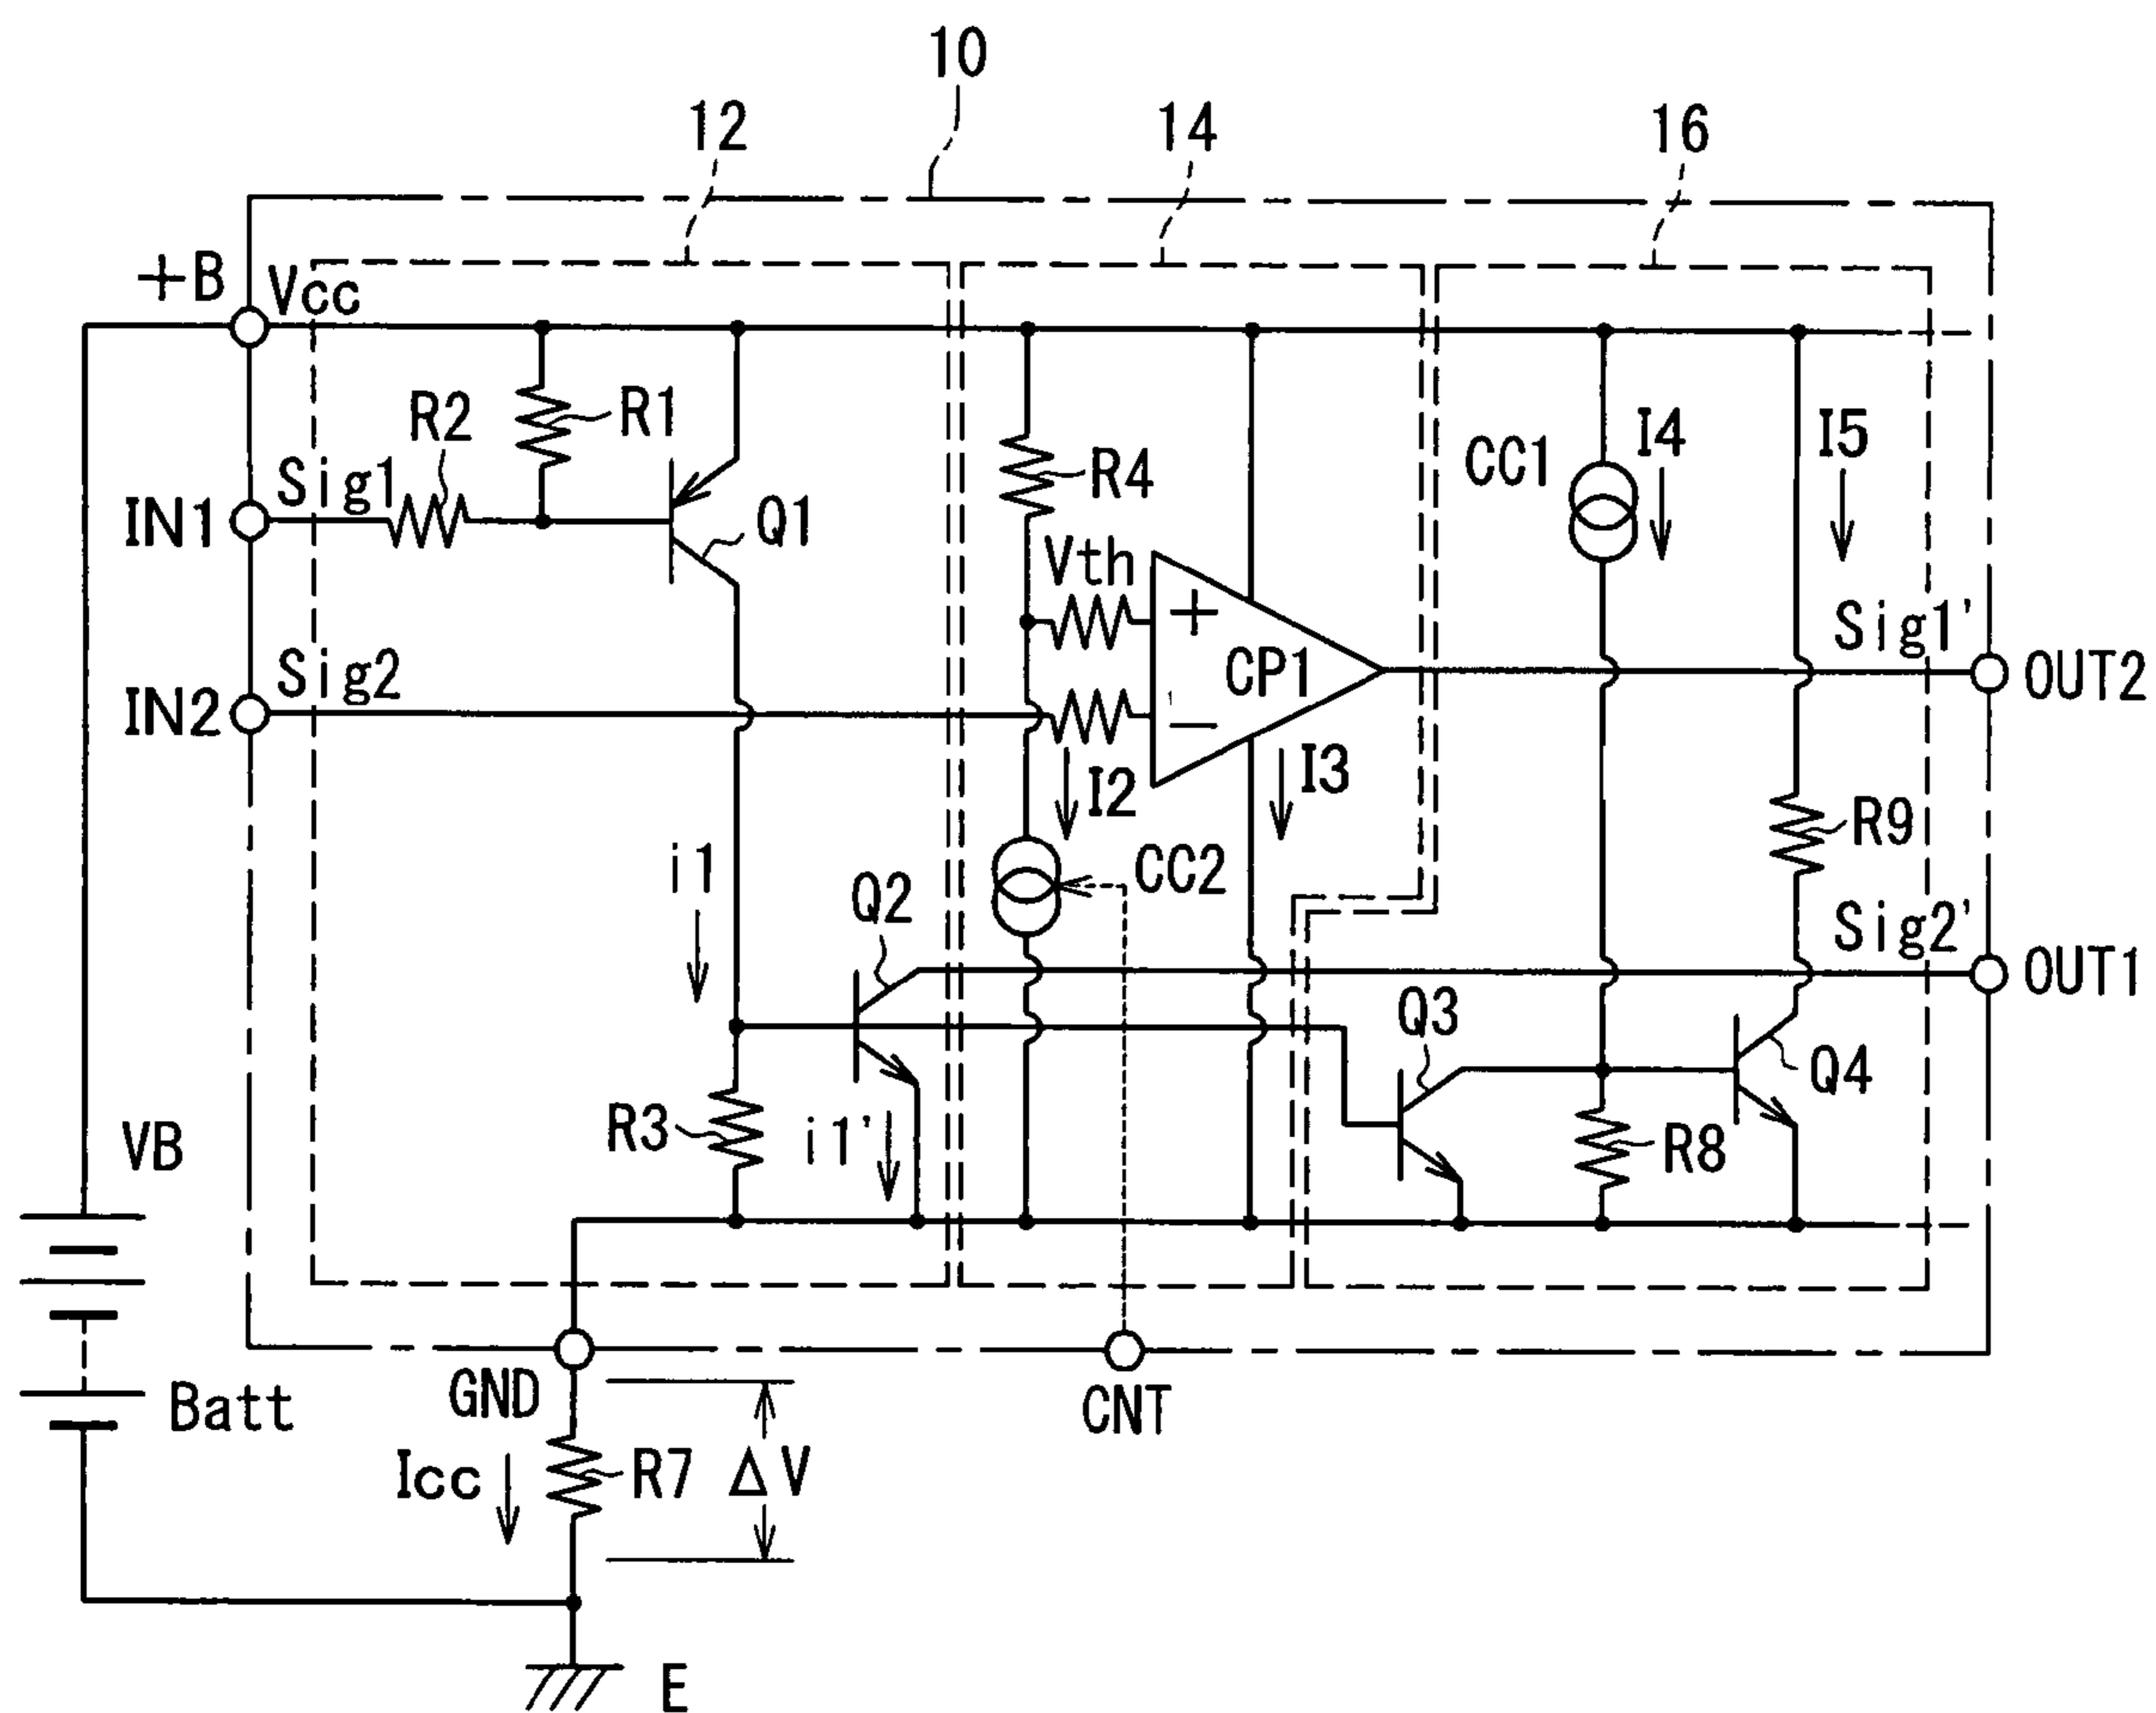 10
12
14
16
+B
Vcc
R2
R1
Sig1
IN1
Q1
R4
CC1
I4
I5
Vth
+
CP1
−
Sig1'
OUT2
Sig2
IN2
I2
I3
R9
i1
Q2
CC2
Sig2'
OUT1
Q3
Q4
R3
i1'
R8
VB
Batt
GND
CNT
Icc
R7
ΔV
E